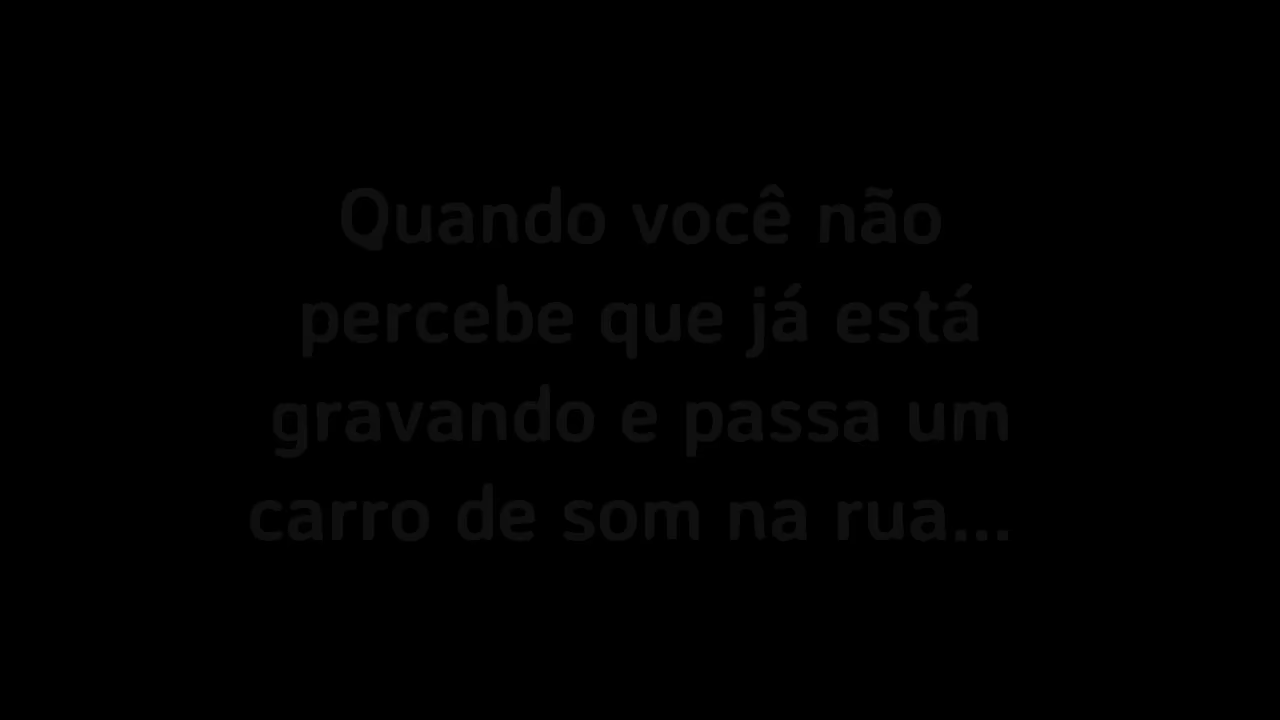 Quando você não
percebe que já está
gravando e passa um
carro de som na rua...